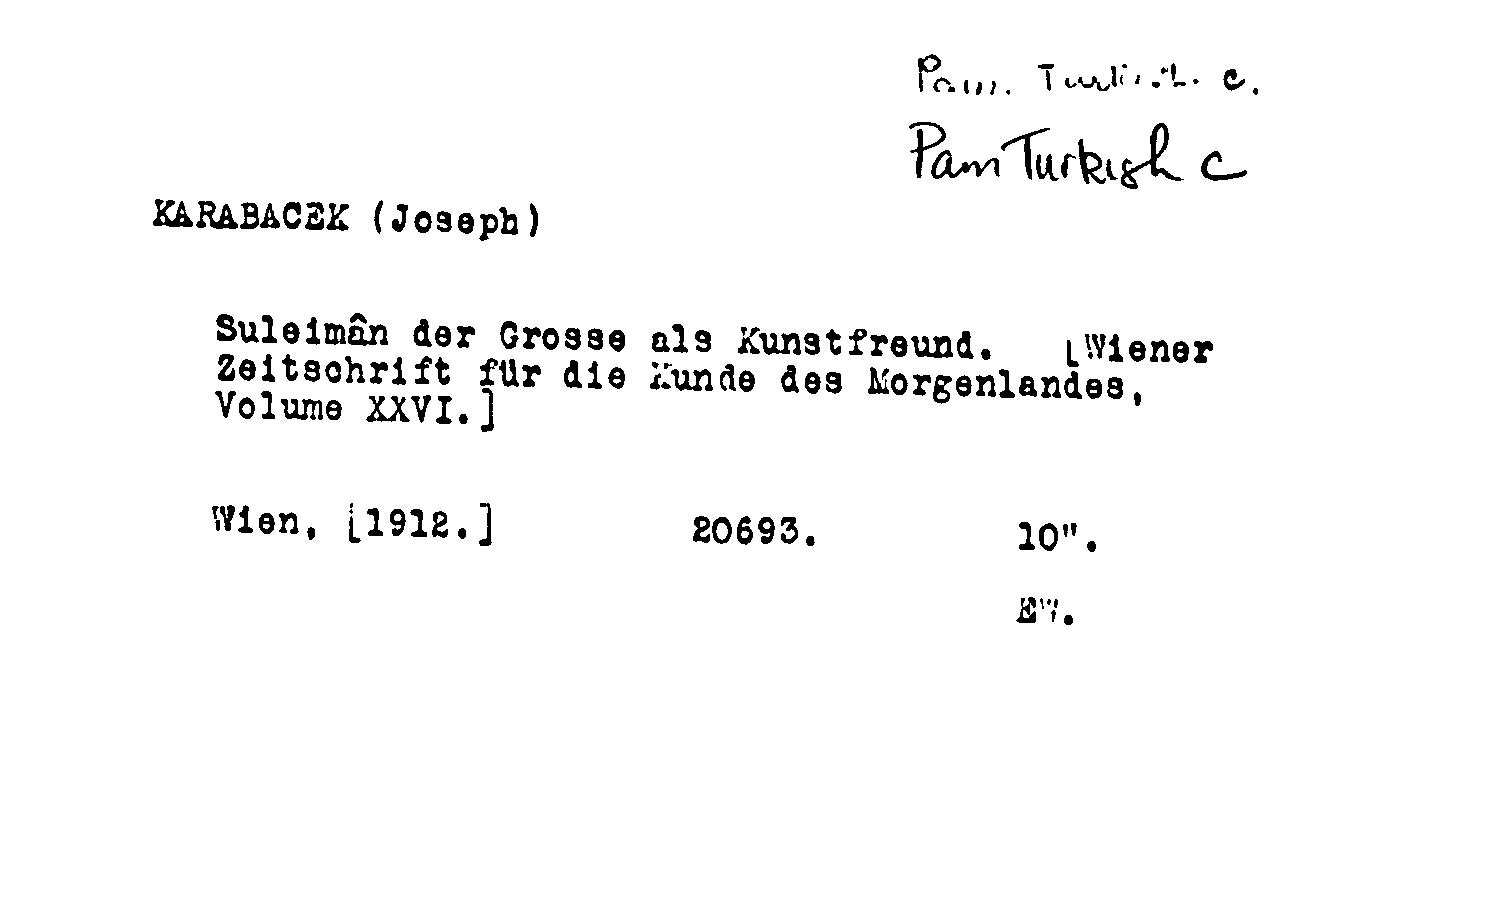 Pam. Turkish c.
Pam Turkish c
KARABACEK (Joseph)
Suleimân der Grosse als Kunstfreund. [Wiener
Zeitschrift für die Kunde des Morgenlandes,
Volume XXVI.]
Wien, [1912.] 20693. 10".
EW.